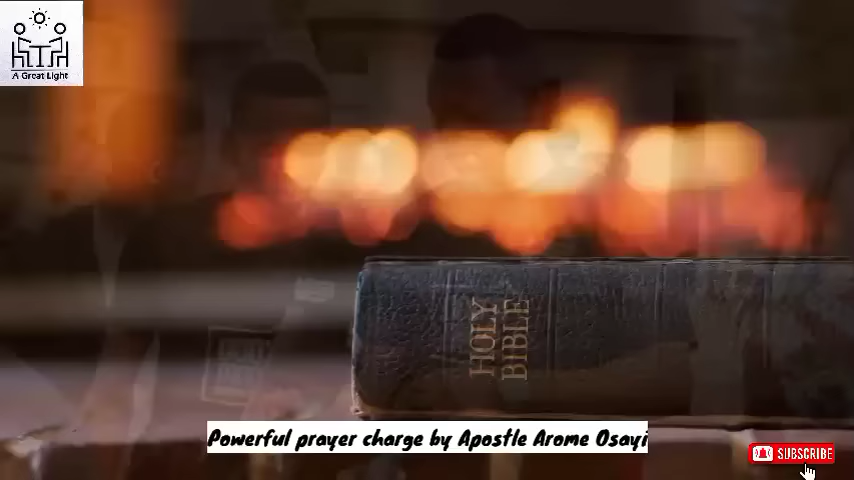 A Great Light
HOLY
BIBLE
Powerful prayer charge by Apostle Arome Osayi
SUBSCRIBE